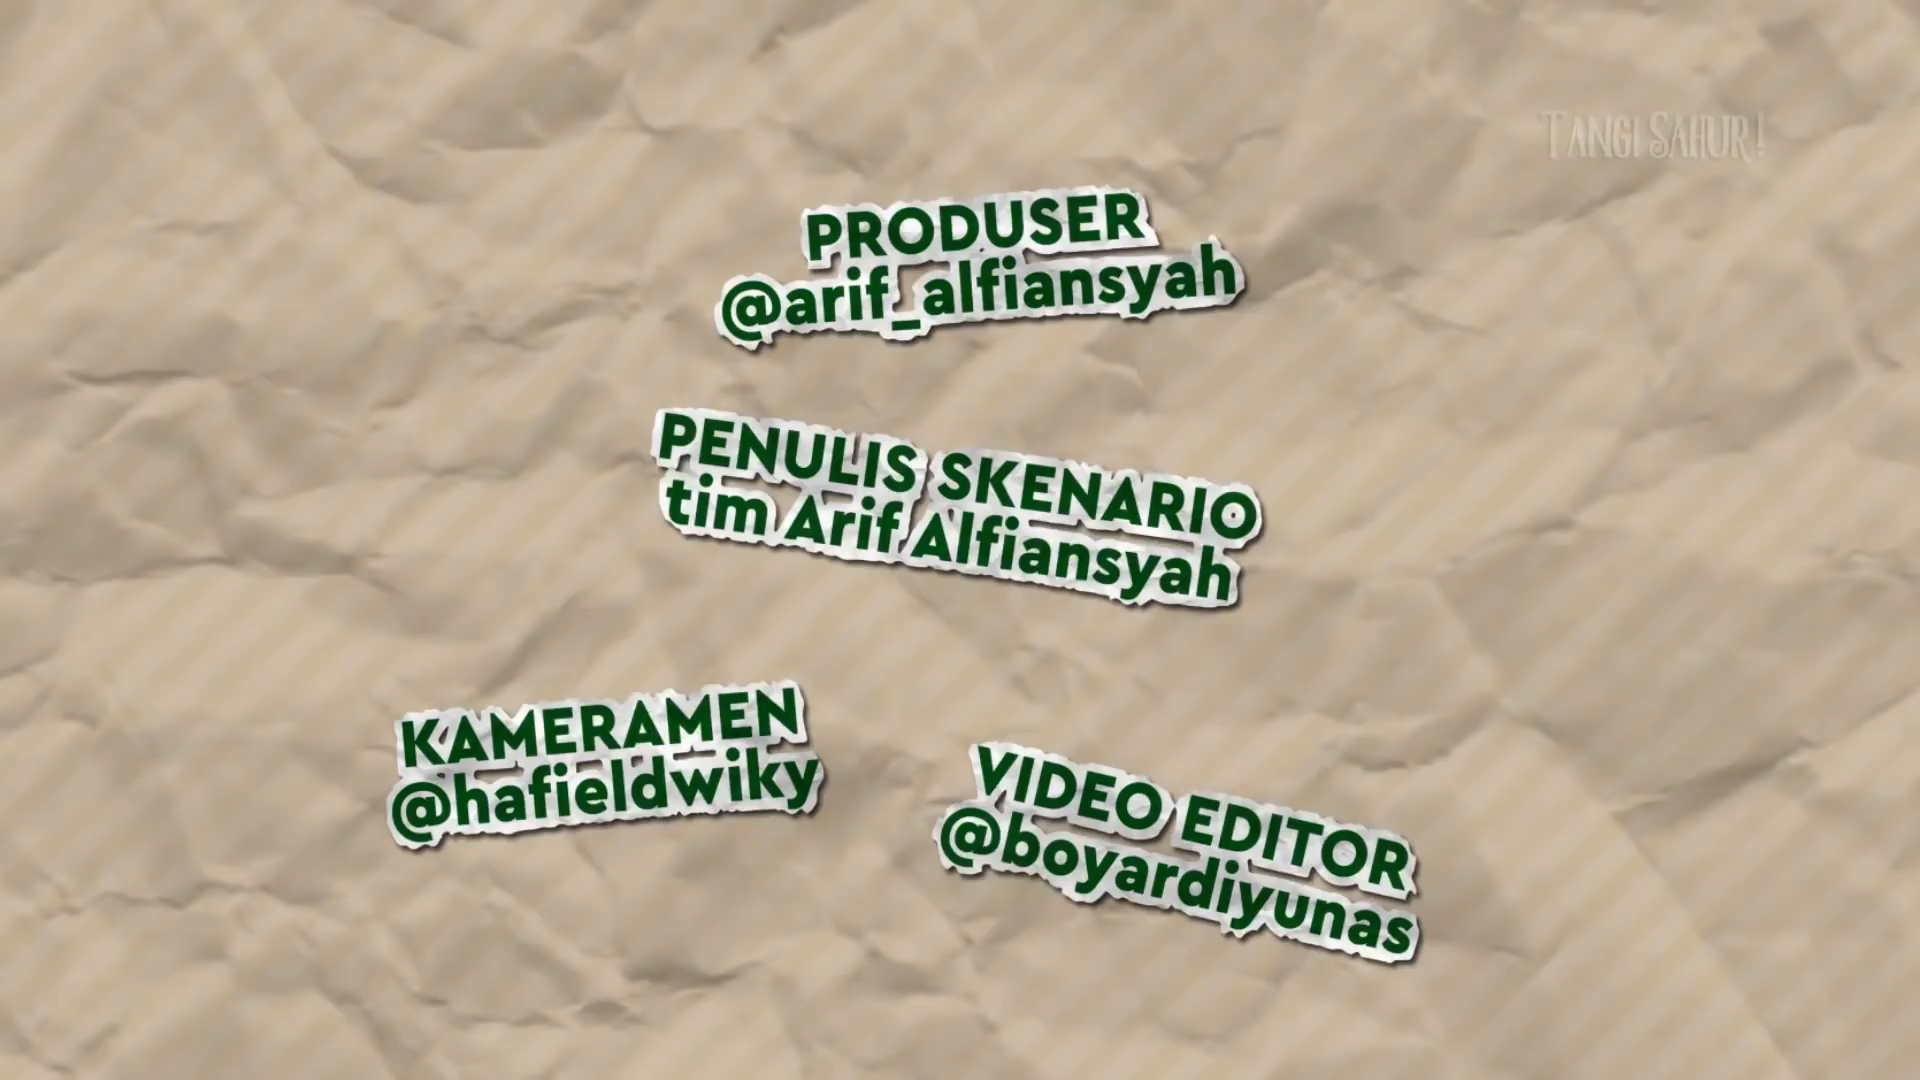 TANGI SAHUR!
PRODUSER
@arif_alfiansyah
PENULIS SKENARIO
tim Arif Alfiansyah
KAMERAMEN
@hafieldwiky
VIDEO EDITOR
@boyardiyunas